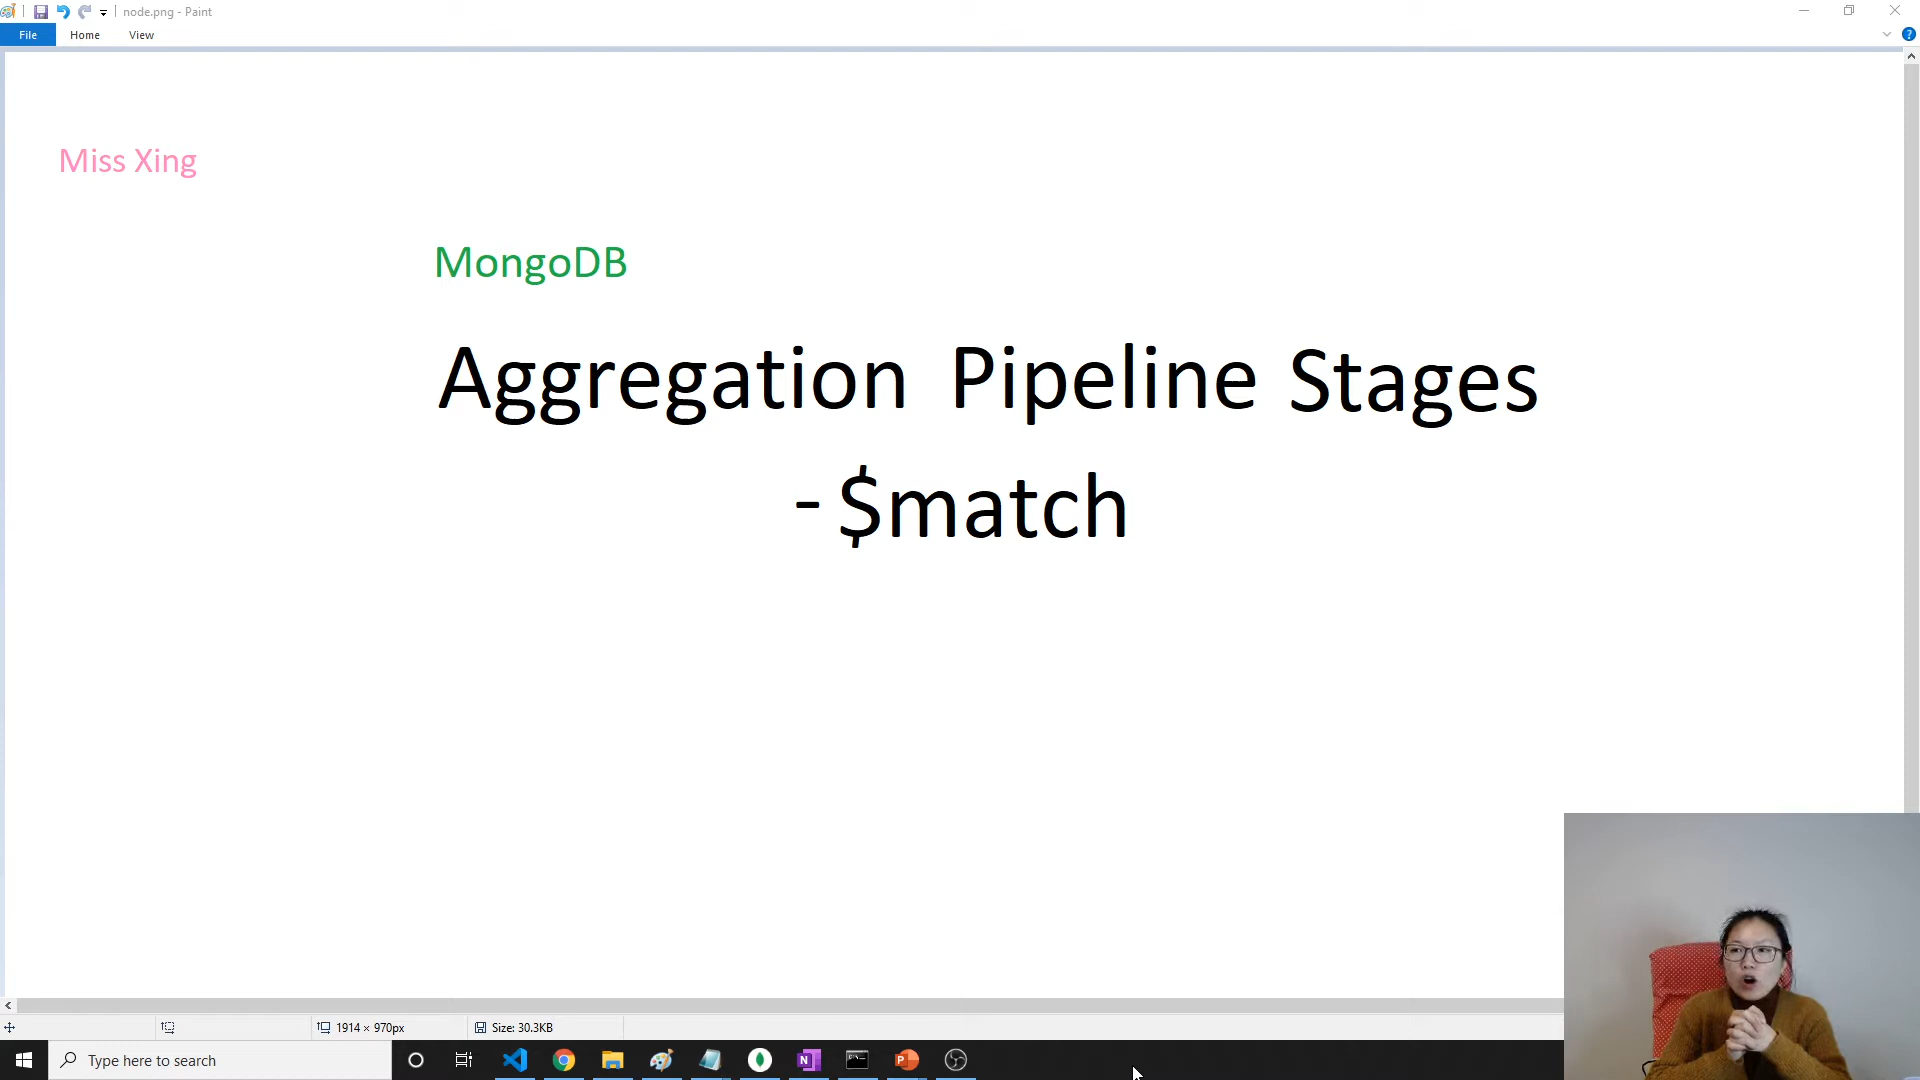 node.png - Paint
File Home View
Miss Xing
MongoDB
Aggregation Pipeline Stages
- $match
1914 × 970px Size: 30.3KB
Type here to search